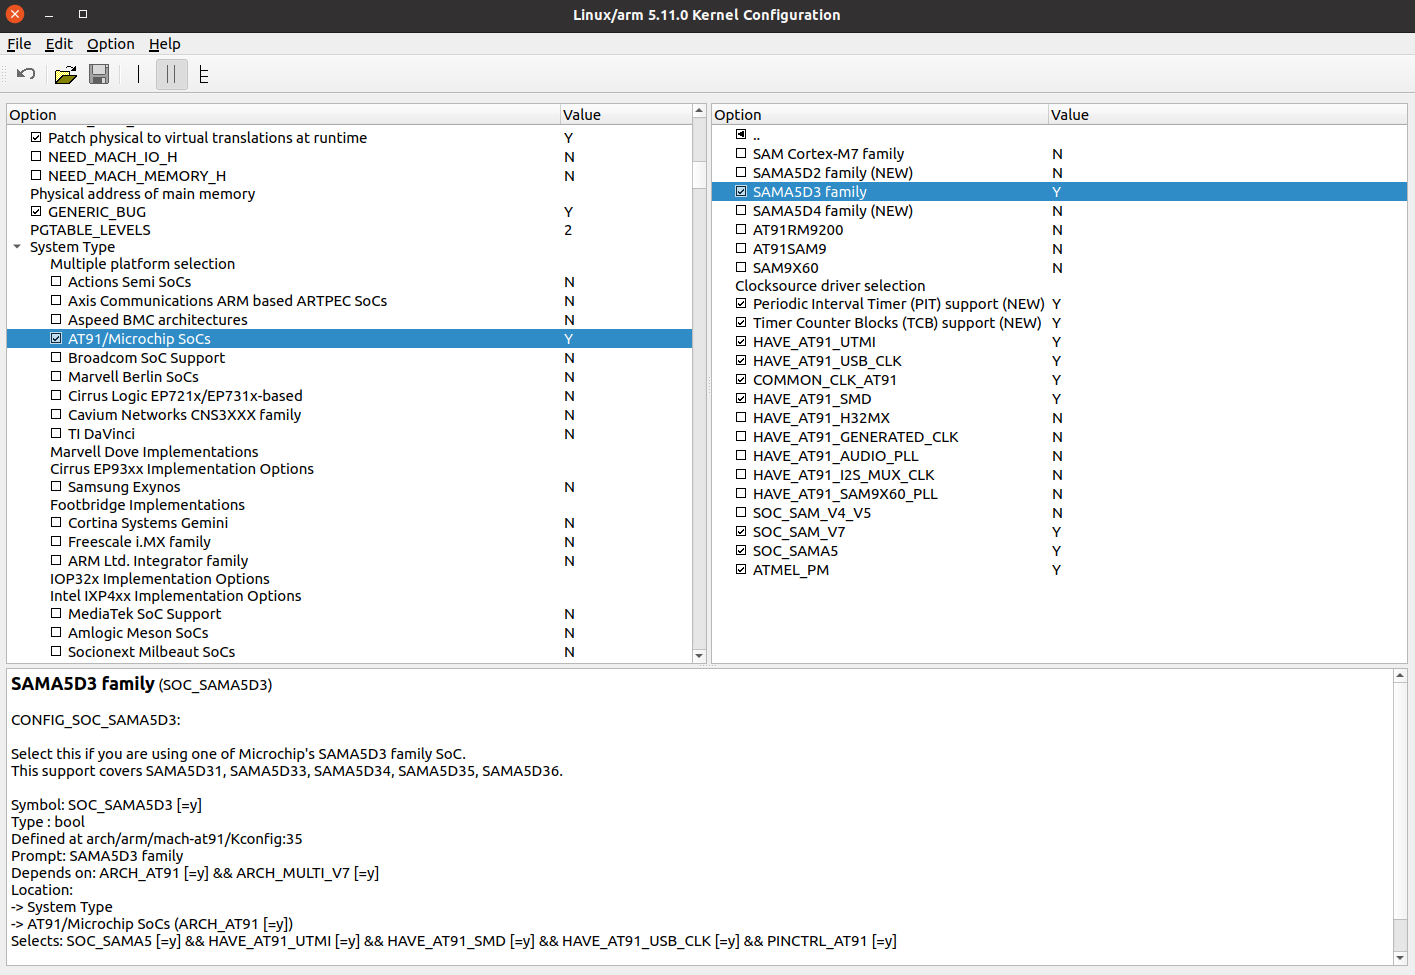 Linux/arm 5.11.0 Kernel Configuration
File Edit Option Help
Option Value
Patch physical to virtual translations at runtime Y
NEED_MACH_IO_H N
NEED_MACH_MEMORY_H N
Physical address of main memory
GENERIC_BUG Y
PGTABLE_LEVELS 2
System Type
Multiple platform selection
Actions Semi SoCs N
Axis Communications ARM based ARTPEC SoCs N
Aspeed BMC architectures N
AT91/Microchip SoCs Y
Broadcom SoC Support N
Marvell Berlin SoCs N
Cirrus Logic EP721x/EP731x-based N
Cavium Networks CNS3XXX family N
TI DaVinci N
Marvell Dove Implementations
Cirrus EP93xx Implementation Options
Samsung Exynos N
Footbridge Implementations
Cortina Systems Gemini N
Freescale i.MX family N
ARM Ltd. Integrator family N
IOP32x Implementation Options
Intel IXP4xx Implementation Options
MediaTek SoC Support N
Amlogic Meson SoCs N
Socionext Milbeaut SoCs N
Option Value
..
SAM Cortex-M7 family N
SAMA5D2 family (NEW) N
SAMA5D3 family Y
SAMA5D4 family (NEW) N
AT91RM9200 N
AT91SAM9 N
SAM9X60 N
Clocksource driver selection
Periodic Interval Timer (PIT) support (NEW) Y
Timer Counter Blocks (TCB) support (NEW) Y
HAVE_AT91_UTMI Y
HAVE_AT91_USB_CLK Y
COMMON_CLK_AT91 Y
HAVE_AT91_SMD Y
HAVE_AT91_H32MX N
HAVE_AT91_GENERATED_CLK N
HAVE_AT91_AUDIO_PLL N
HAVE_AT91_I2S_MUX_CLK N
HAVE_AT91_SAM9X60_PLL N
SOC_SAM_V4_V5 N
SOC_SAM_V7 Y
SOC_SAMA5 Y
ATMEL_PM Y
SAMA5D3 family (SOC_SAMA5D3)
CONFIG_SOC_SAMA5D3:
Select this if you are using one of Microchip's SAMA5D3 family SoC.
This support covers SAMA5D31, SAMA5D33, SAMA5D34, SAMA5D35, SAMA5D36.
Symbol: SOC_SAMA5D3 [=y]
Type : bool
Defined at arch/arm/mach-at91/Kconfig:35
Prompt: SAMA5D3 family
Depends on: ARCH_AT91 [=y] && ARCH_MULTI_V7 [=y]
Location:
-> System Type
-> AT91/Microchip SoCs (ARCH_AT91 [=y])
Selects: SOC_SAMA5 [=y] && HAVE_AT91_UTMI [=y] && HAVE_AT91_SMD [=y] && HAVE_AT91_USB_CLK [=y] && PINCTRL_AT91 [=y]